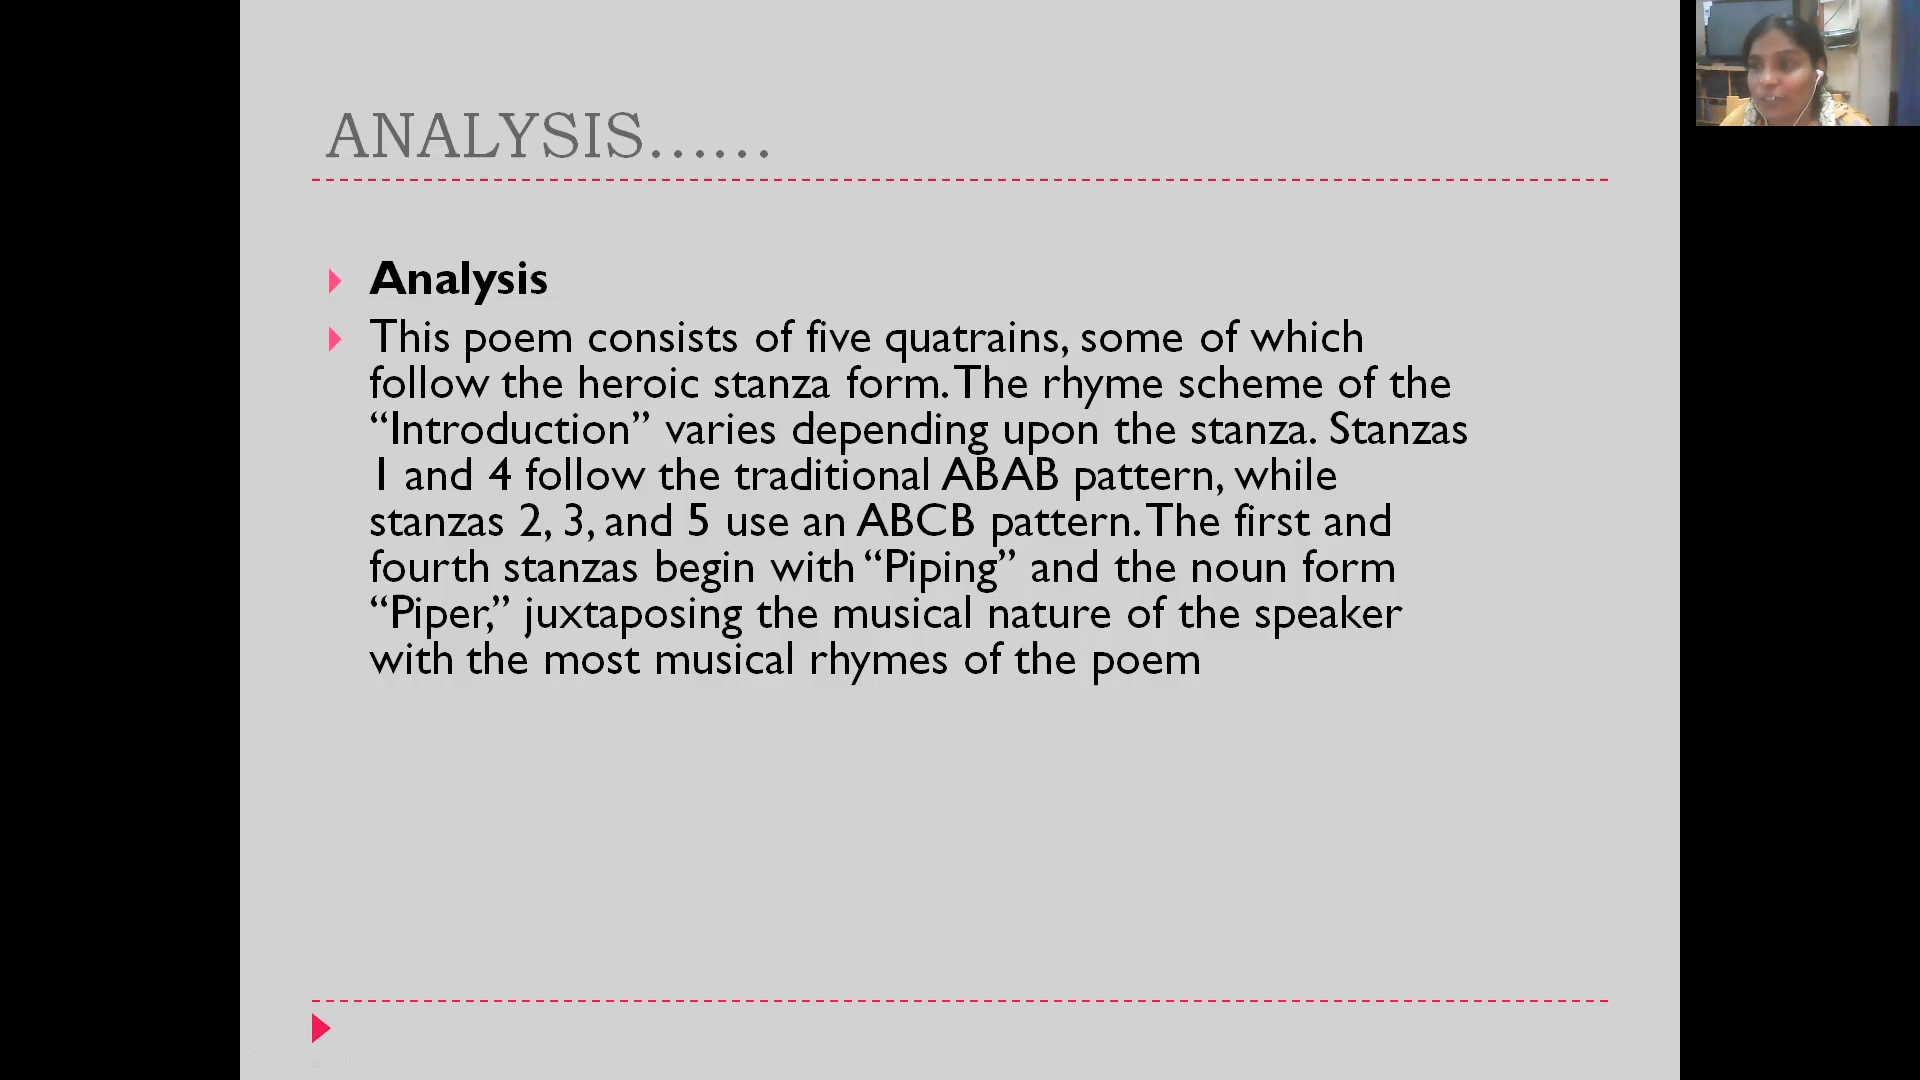 ANALYSIS......
Analysis
This poem consists of five quatrains, some of which
follow the heroic stanza form. The rhyme scheme of the
“Introduction” varies depending upon the stanza. Stanzas
1 and 4 follow the traditional ABAB pattern, while
stanzas 2, 3, and 5 use an ABCB pattern. The first and
fourth stanzas begin with “Piping” and the noun form
“Piper,” juxtaposing the musical nature of the speaker
with the most musical rhymes of the poem